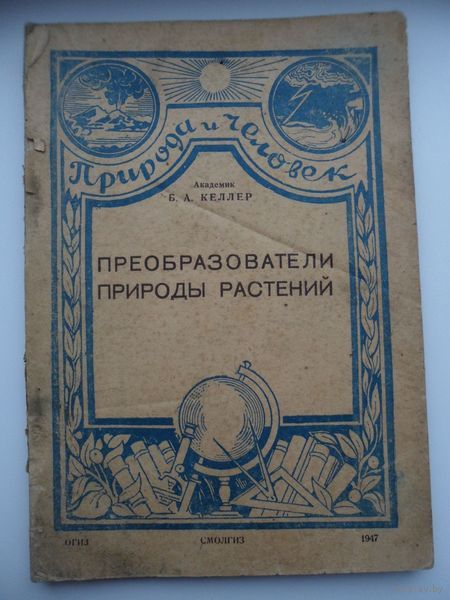 Природа и человек
Академик
Б. А. КЕЛЛЕР
ПРЕОБРАЗОВАТЕЛИ
ПРИРОДЫ РАСТЕНИЙ
ОГИЗ СМОЛГИЗ 1947